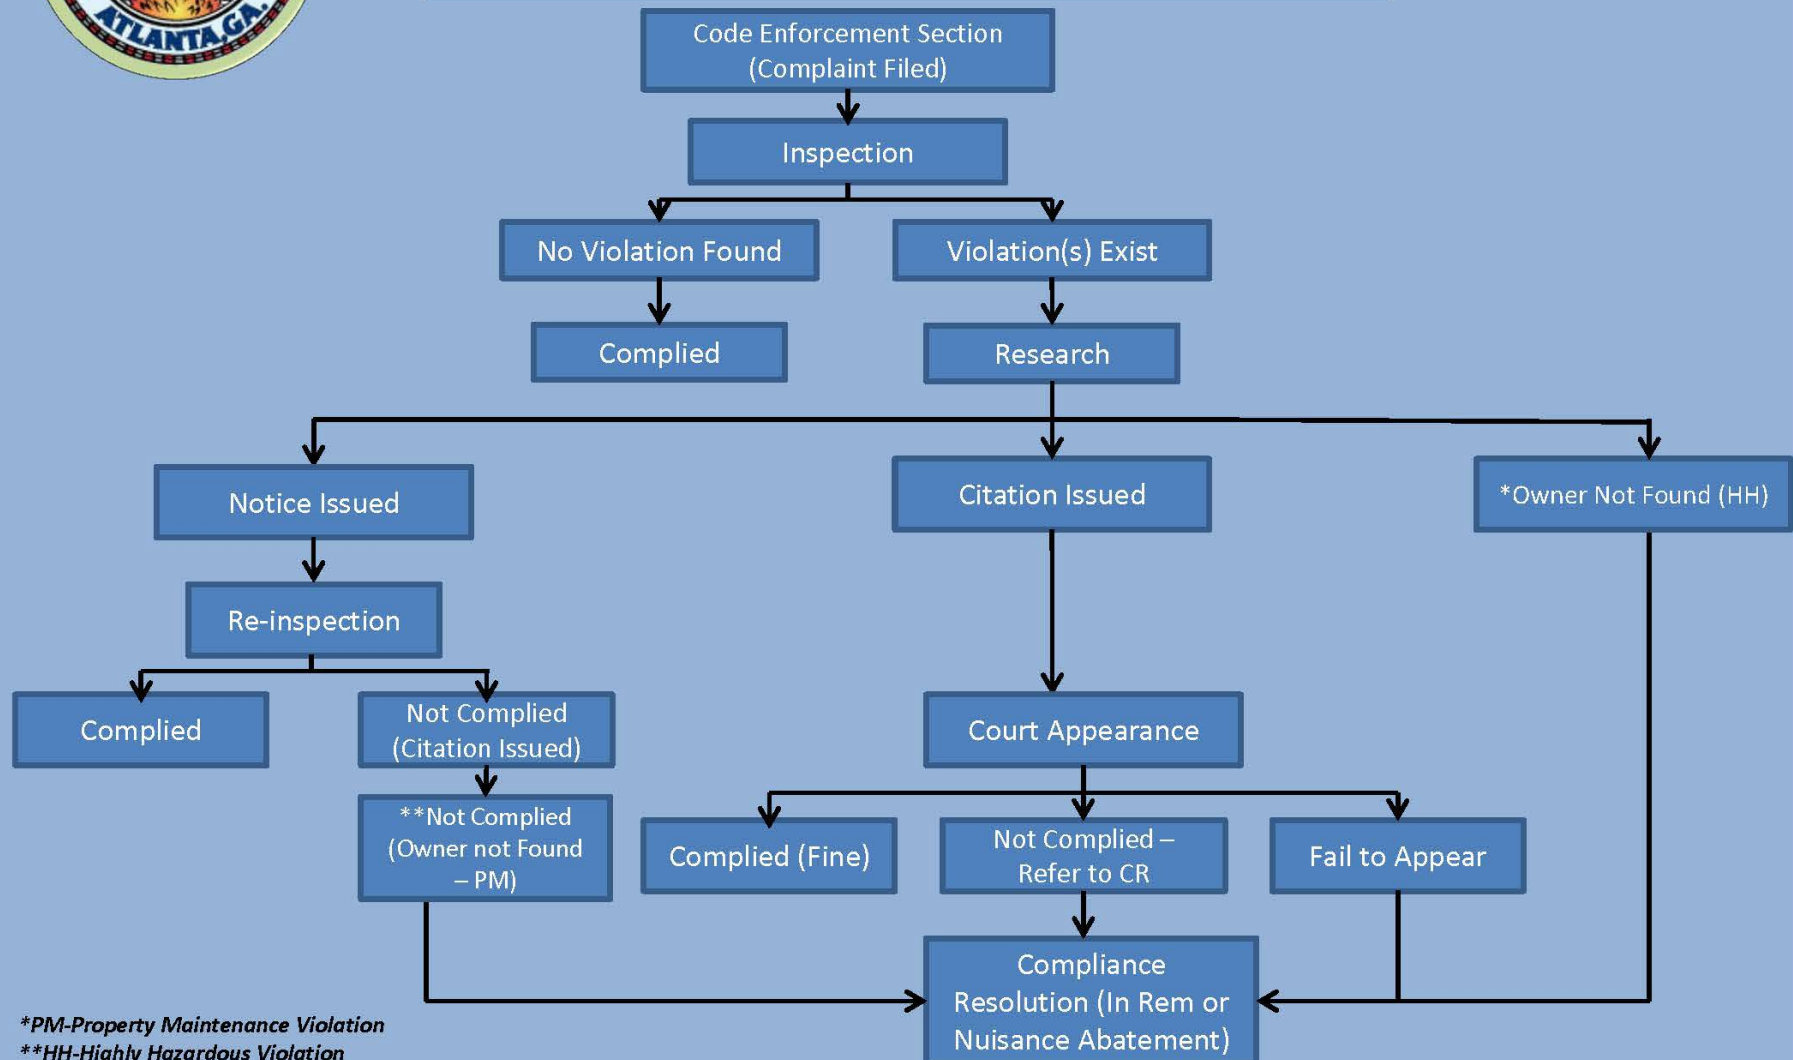 ATLANTA, GA.
Code Enforcement Section
(Complaint Filed)
Inspection
No Violation Found
Violation(s) Exist
Complied
Research
Notice Issued
Citation Issued
*Owner Not Found (HH)
Re-inspection
Complied
Not Complied
(Citation Issued)
Court Appearance
**Not Complied
(Owner not Found
– PM)
Complied (Fine)
Not Complied –
Refer to CR
Fail to Appear
Compliance
Resolution (In Rem or
Nuisance Abatement)
*PM-Property Maintenance Violation
**HH-Highly Hazardous Violation